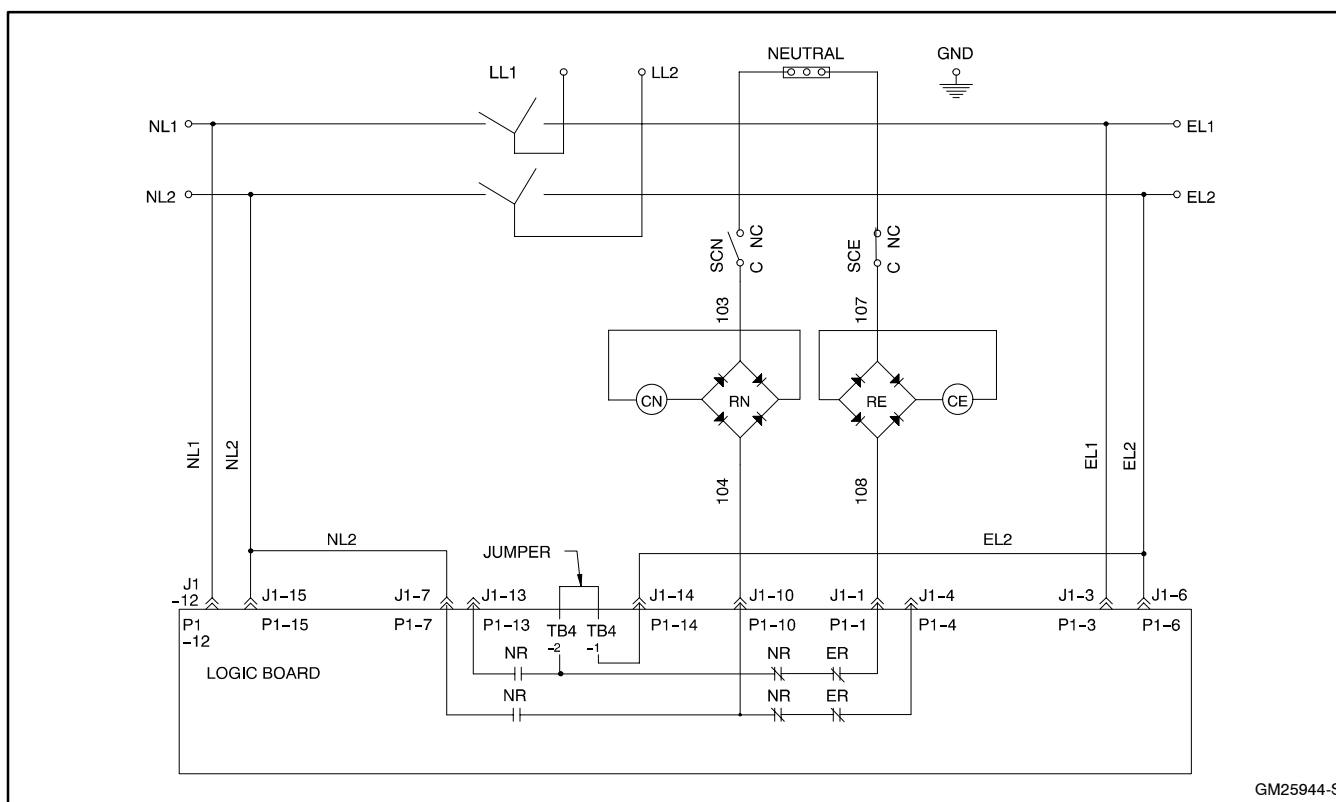 NEUTRAL
GND
LL1
LL2
NL1
EL1
NL2
EL2
SCN
C NC
SCE
C NC
103
107
CN
RN
RE
CE
NL1
NL2
104
108
EL1
EL2
NL2
JUMPER
EL2
J1
-12
J1-15
J1-7
J1-13
J1-14
J1-10
J1-1
J1-4
J1-3
J1-6
P1
-12
P1-15
P1-7
P1-13
TB4
-2
TB4
-1
P1-14
P1-10
P1-1
P1-4
P1-3
P1-6
LOGIC BOARD
NR
NR
ER
NR
NR
ER